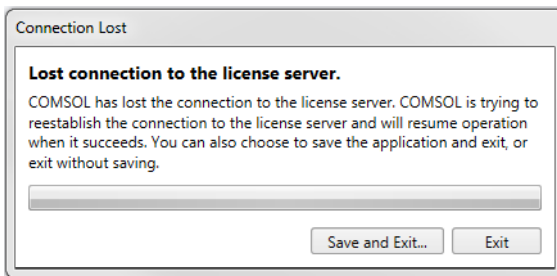 Connection Lost
Lost connection to the license server.
COMSOL has lost the connection to the license server. COMSOL is trying to
reestablish the connection to the license server and will resume operation
when it succeeds. You can also choose to save the application and exit, or
exit without saving.
Save and Exit... Exit